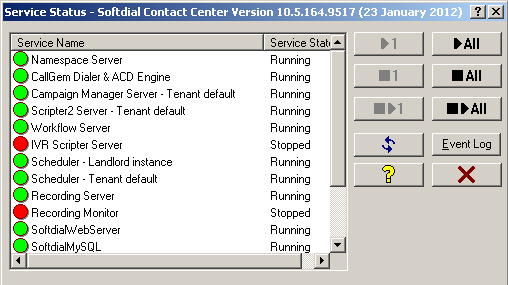 Service Status - Softdial Contact Center Version 10.5.164.9517 (23 January 2012)
Service Name Service Stat
Namespace Server Running
CallGem Dialer & ACD Engine Running
Campaign Manager Server - Tenant default Running
Scripter2 Server - Tenant default Running
Workflow Server Running
IVR Scripter Server Stopped
Scheduler - Landlord instance Running
Scheduler - Tenant default Running
Recording Server Running
Recording Monitor Stopped
SoftdialWebServer Running
SoftdialMySQL Running
1 All
1 All
1 All
Event Log